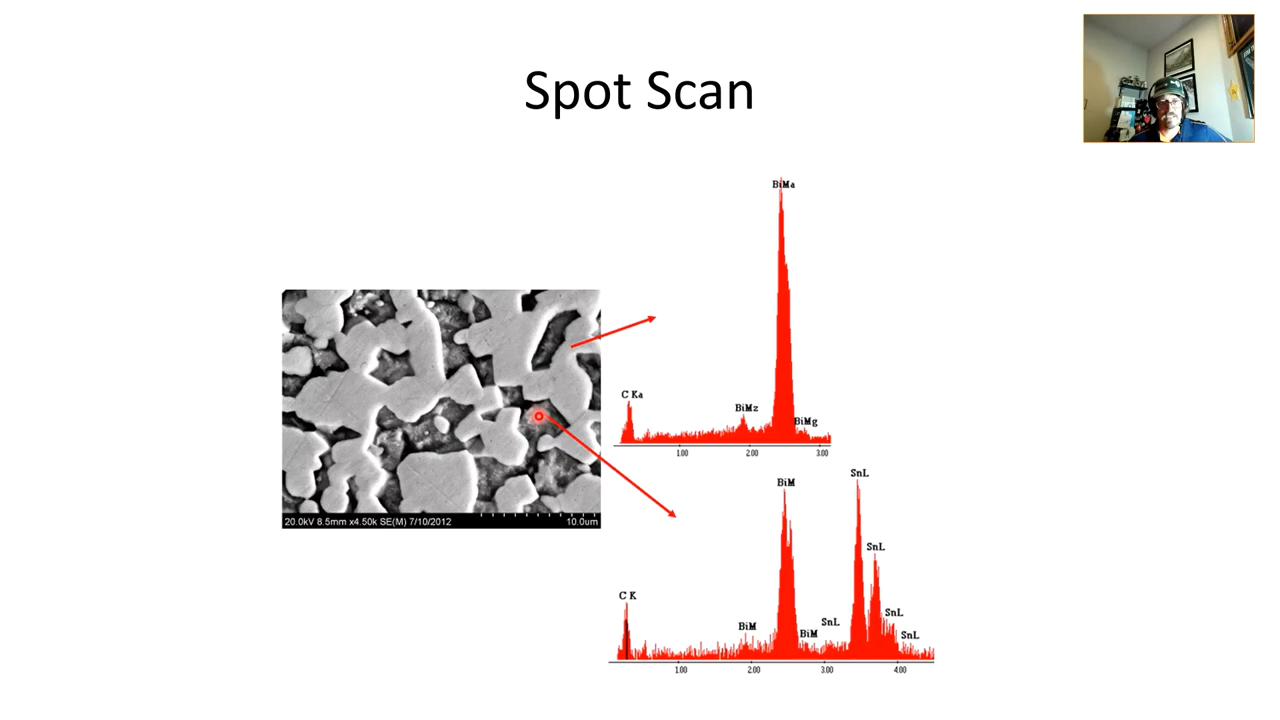 Spot Scan
BiMa
C Ka
BiMz
BiMg
1.00 2.00 3.00
20.0kV 8.5mm x4.50k SE(M) 7/10/2012 10.0um
SnL
BiM
SnL
C K
SnL
BiM
SnL
BiM
SnL
1.00 2.00 3.00 4.00